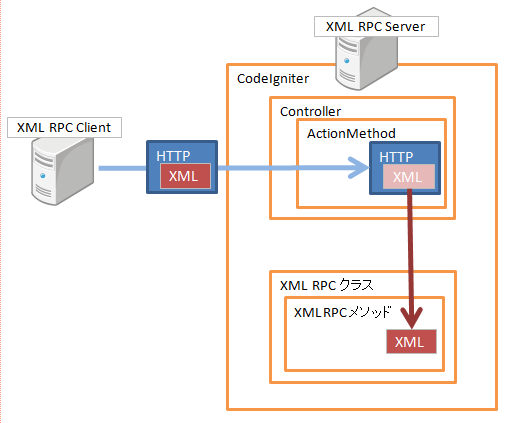 XML RPC Server
CodeIgniter
Controller
ActionMethod
XML RPC Client
HTTP
XML
HTTP
XML
XML RPC クラス
XMLRPCメソッド
XML